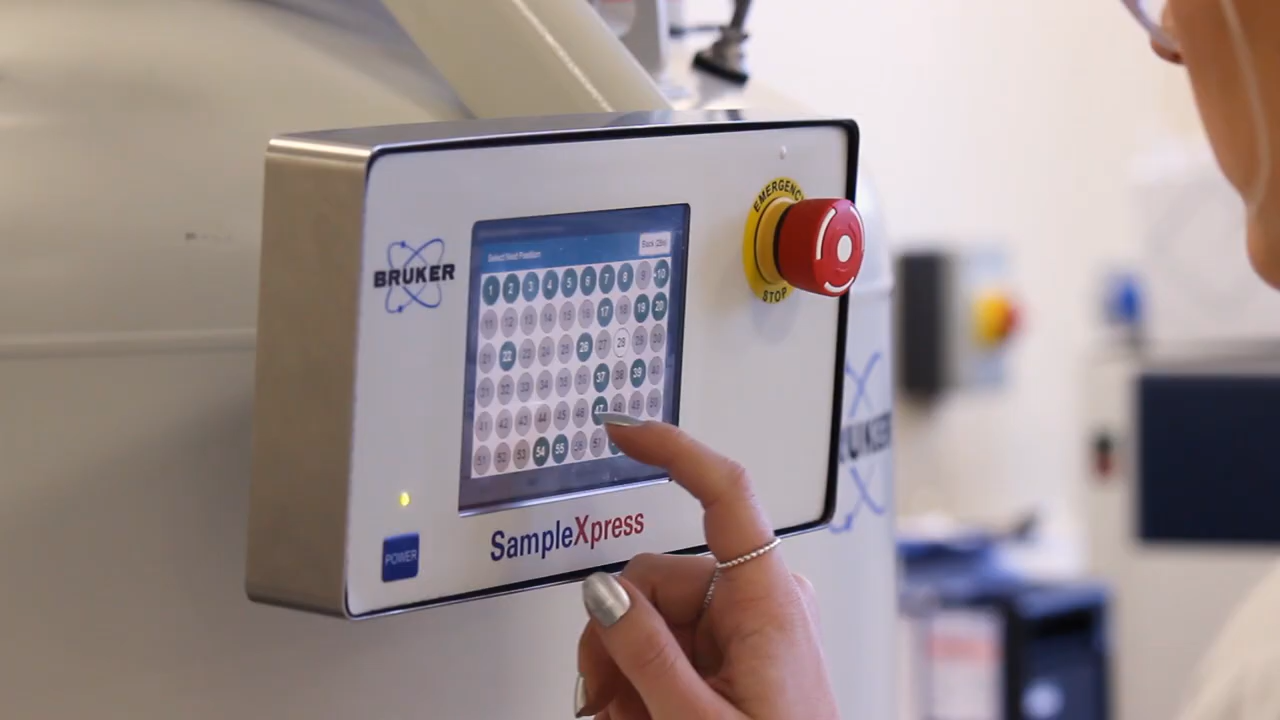 EMERGENCY
STOP
BRUKER
Select Next Position
Back (28s)
1 2 3 4 5 6 7 8 9 10
11 12 13 14 15 16 17 18 19 20
22 23 24 25 26 27 28 29 30
31 32 33 34 35 36 37 38 39 40
41 42 43 44 45 46 47 48 49 50
51 52 53 54 55 56 57
POWER
SampleXpress